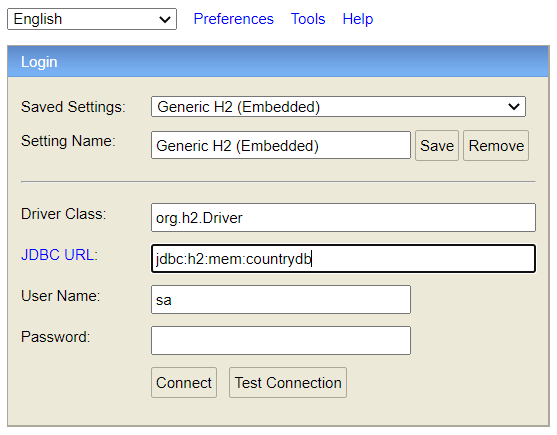 English Preferences Tools Help
Login
Saved Settings: Generic H2 (Embedded)
Setting Name: Generic H2 (Embedded) Save Remove
Driver Class: org.h2.Driver
JDBC URL: jdbc:h2:mem:countrydb
User Name: sa
Password:
Connect Test Connection